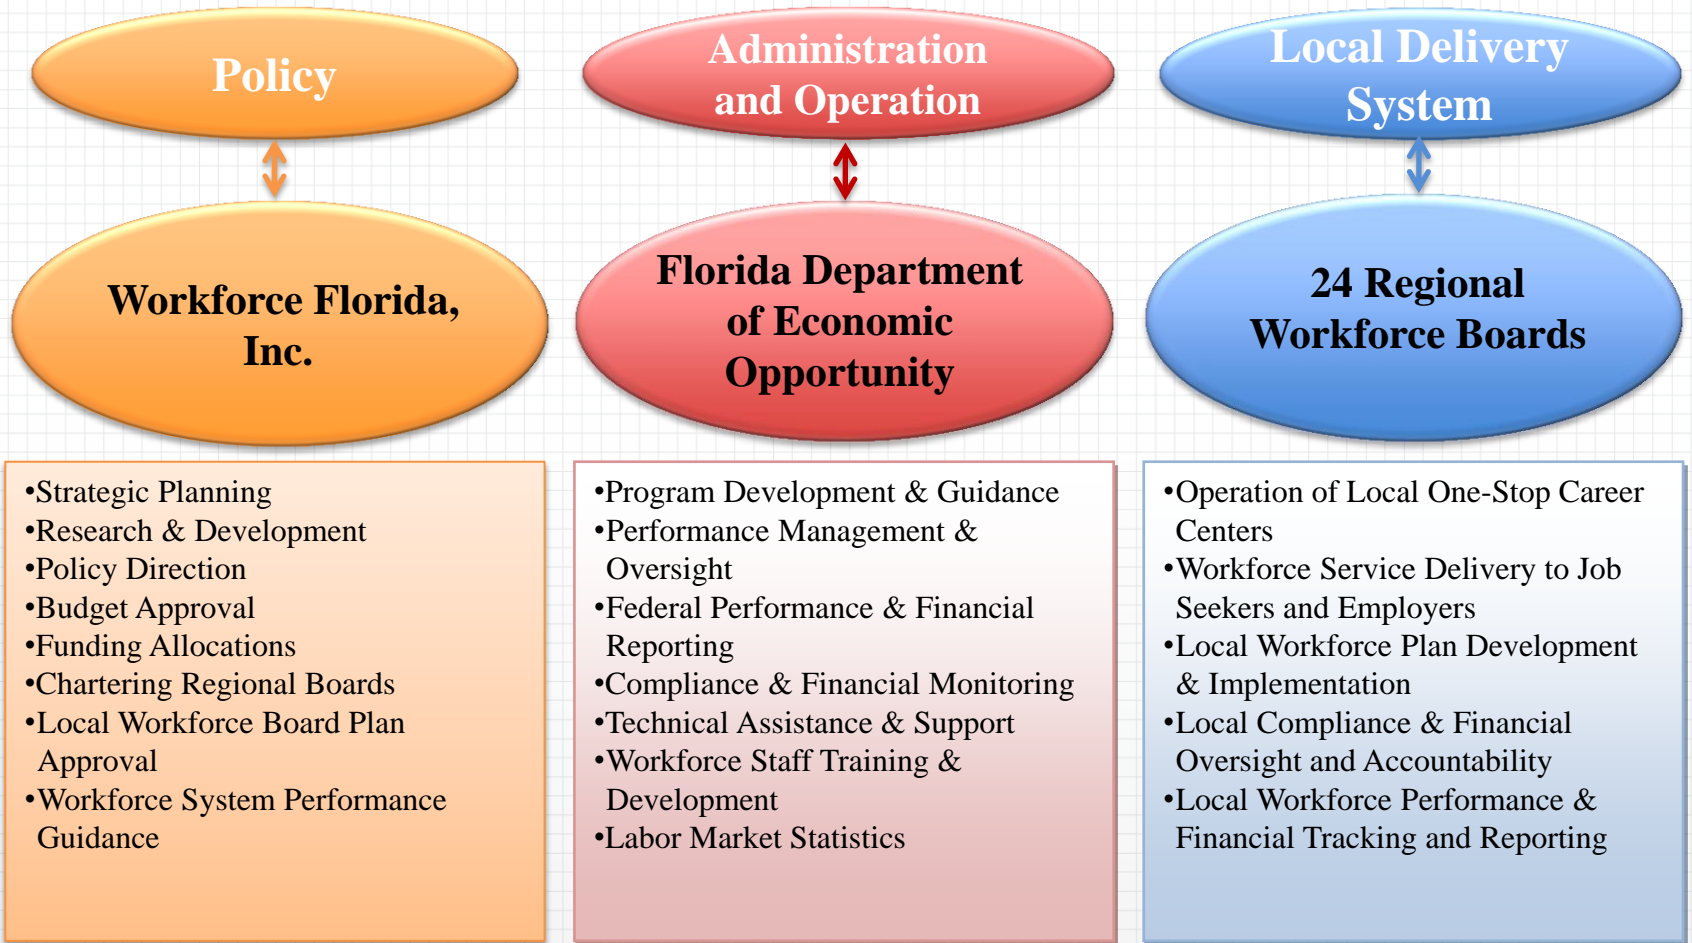 Policy
Workforce Florida,
Inc.
•Strategic Planning
•Research & Development
•Policy Direction
•Budget Approval
•Funding Allocations
•Chartering Regional Boards
•Local Workforce Board Plan
Approval
•Workforce System Performance
Guidance
Administration
and Operation
Florida Department
of Economic
Opportunity
•Program Development & Guidance
•Performance Management &
Oversight
•Federal Performance & Financial
Reporting
•Compliance & Financial Monitoring
•Technical Assistance & Support
•Workforce Staff Training &
Development
•Labor Market Statistics
Local Delivery
System
24 Regional
Workforce Boards
•Operation of Local One-Stop Career
Centers
•Workforce Service Delivery to Job
Seekers and Employers
•Local Workforce Plan Development
& Implementation
•Local Compliance & Financial
Oversight and Accountability
•Local Workforce Performance &
Financial Tracking and Reporting